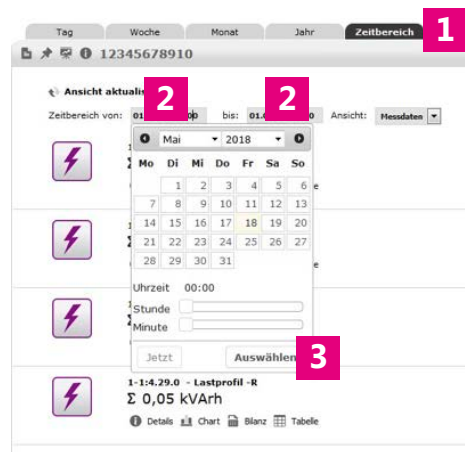 Tag Woche Monat Jahr Zeitbereich 1
12345678910
Ansicht
2 2
Zeitbereich von: bis: Ansicht: Messdaten
Mai 2018
Mo Di Mi Do Fr Sa So
1 2 3 4 5 6
7 8 9 10 11 12 13
14 15 16 17 18 19 20
21 22 23 24 25 26 27
28 29 30 31
Uhrzeit 00:00
Stunde
Minute
Jetzt Auswählen 3
1-1:4.29.0 - Lastprofil -R
Σ 0,05 kVArh
Details Chart Bilanz Tabelle